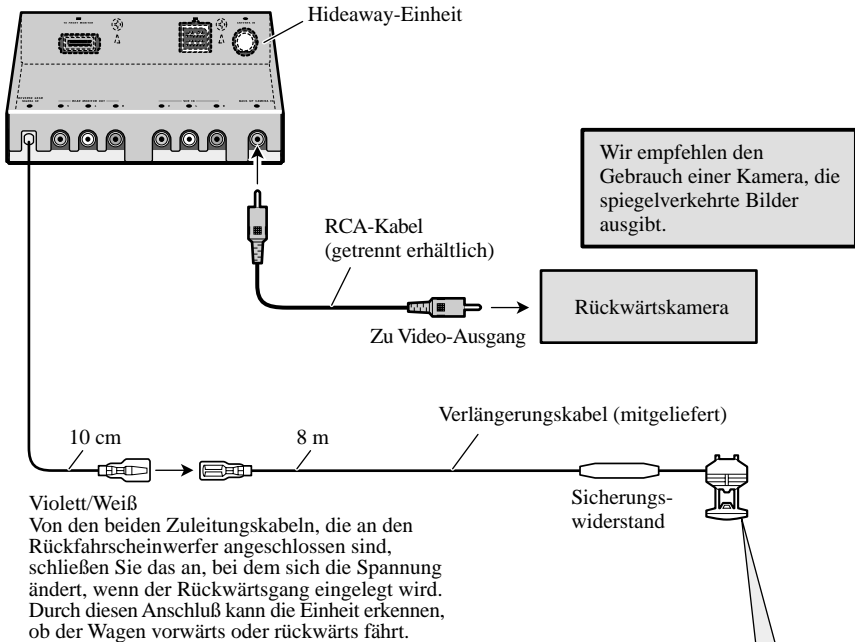 Hideaway-Einheit
Wir empfehlen den
Gebrauch einer Kamera, die
spiegelverkehrte Bilder
ausgibt.
RCA-Kabel
(getrennt erhältlich)
Rückwärtskamera
Zu Video-Ausgang
Verlängerungskabel (mitgeliefert)
10 cm
8 m
Sicherungs-
widerstand
Violett/Weiß
Von den beiden Zuleitungskabeln, die an den
Rückfahrscheinwerfer angeschlossen sind,
schließen Sie das an, bei dem sich die Spannung
ändert, wenn der Rückwärtsgang eingelegt wird.
Durch diesen Anschluß kann die Einheit erkennen,
ob der Wagen vorwärts oder rückwärts fährt.